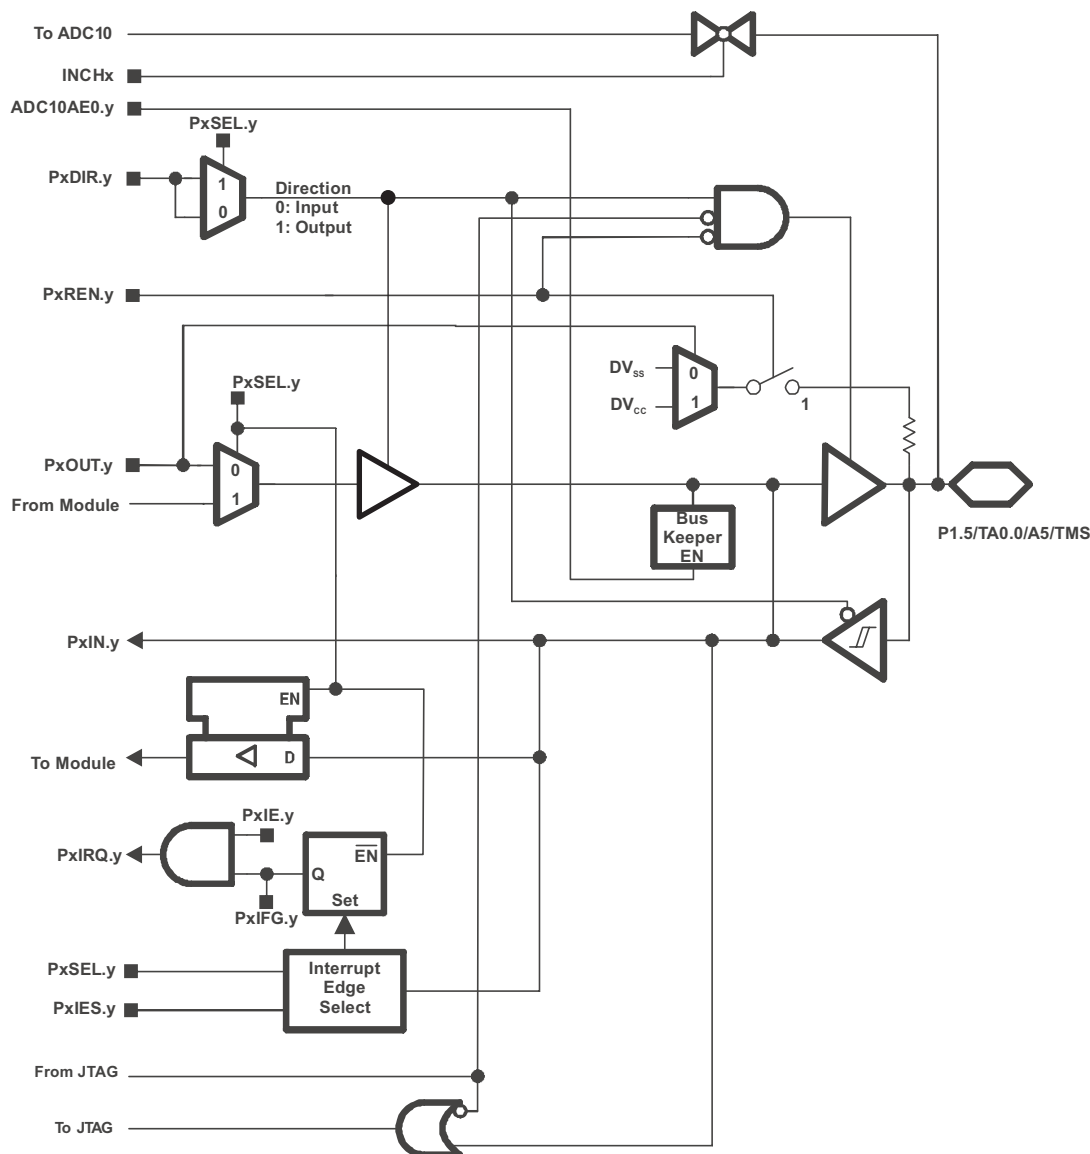 To ADC10
INCHx
ADC10AE0.y
PxSEL.y
PxDIR.y
1
0
Direction
0: Input
1: Output
PxREN.y
DVSS
0
DVCC
1
1
PxSEL.y
PxOUT.y
0
From Module
1
Bus
Keeper
EN
P1.5/TA0.0/A5/TMS
PxIN.y
EN
To Module
D
PxIE.y
PxIRQ.y
EN
Q
Set
PxIFG.y
PxSEL.y
Interrupt
Edge
Select
PxIES.y
From JTAG
To JTAG